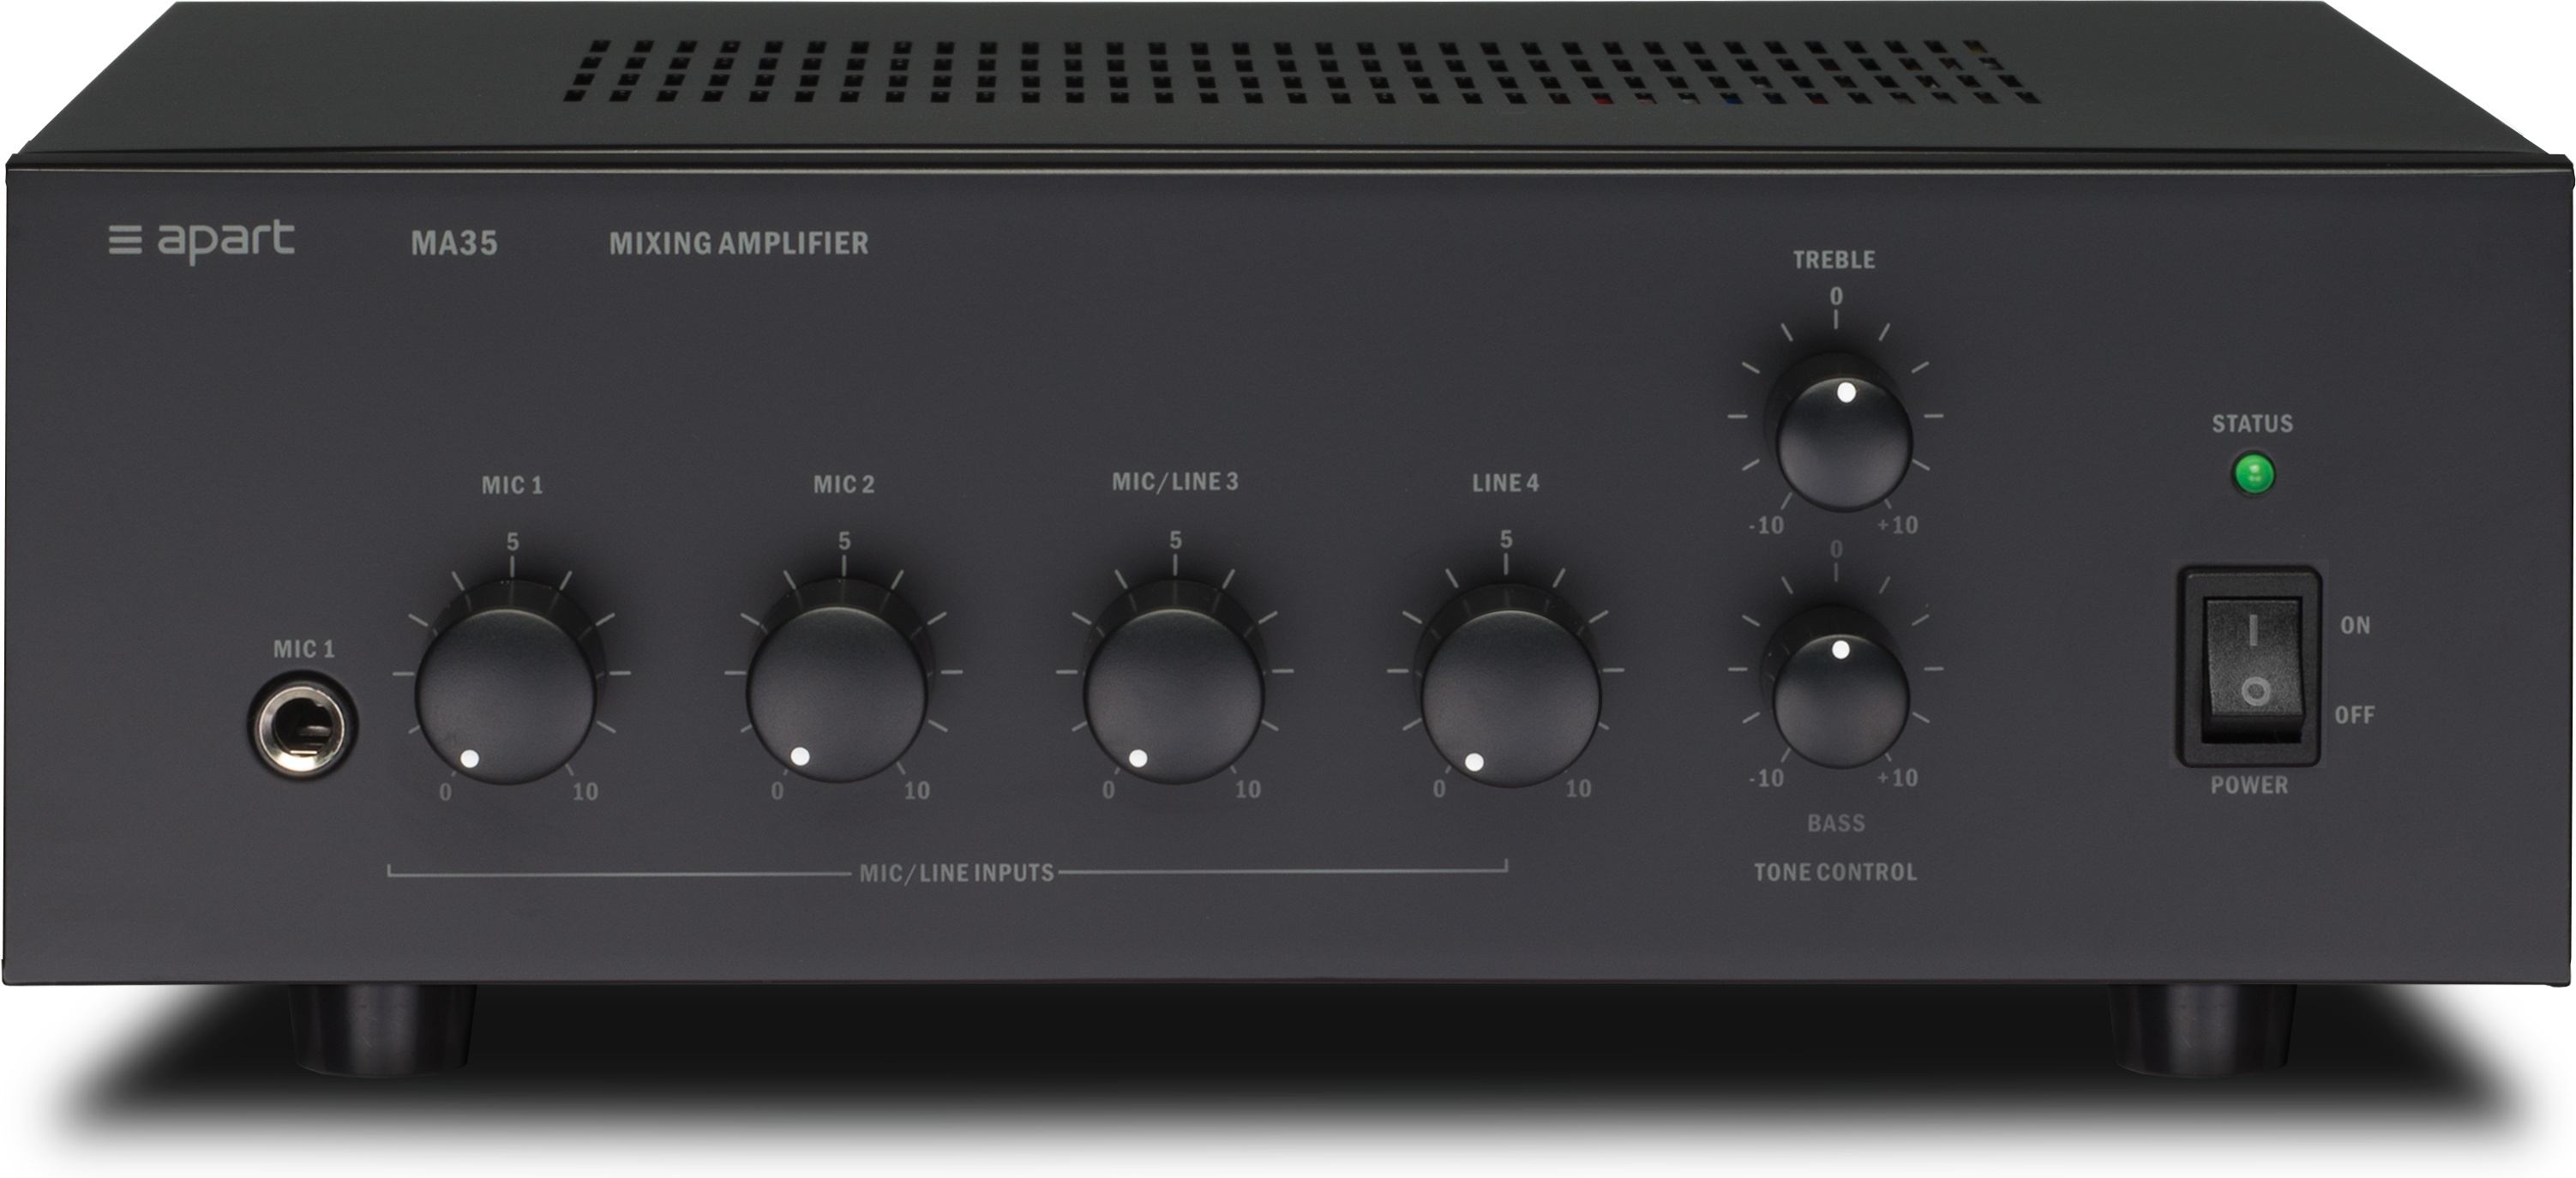 apart MA35 MIXING AMPLIFIER
TREBLE
0
-10 +10
STATUS
MIC 1 MIC 2 MIC/LINE 3 LINE 4
5 5 5 5
0
MIC 1
0 10 0 10 0 10 0 10
-10 +10
BASS
I
O
ON
OFF
POWER
MIC/LINE INPUTS
TONE CONTROL